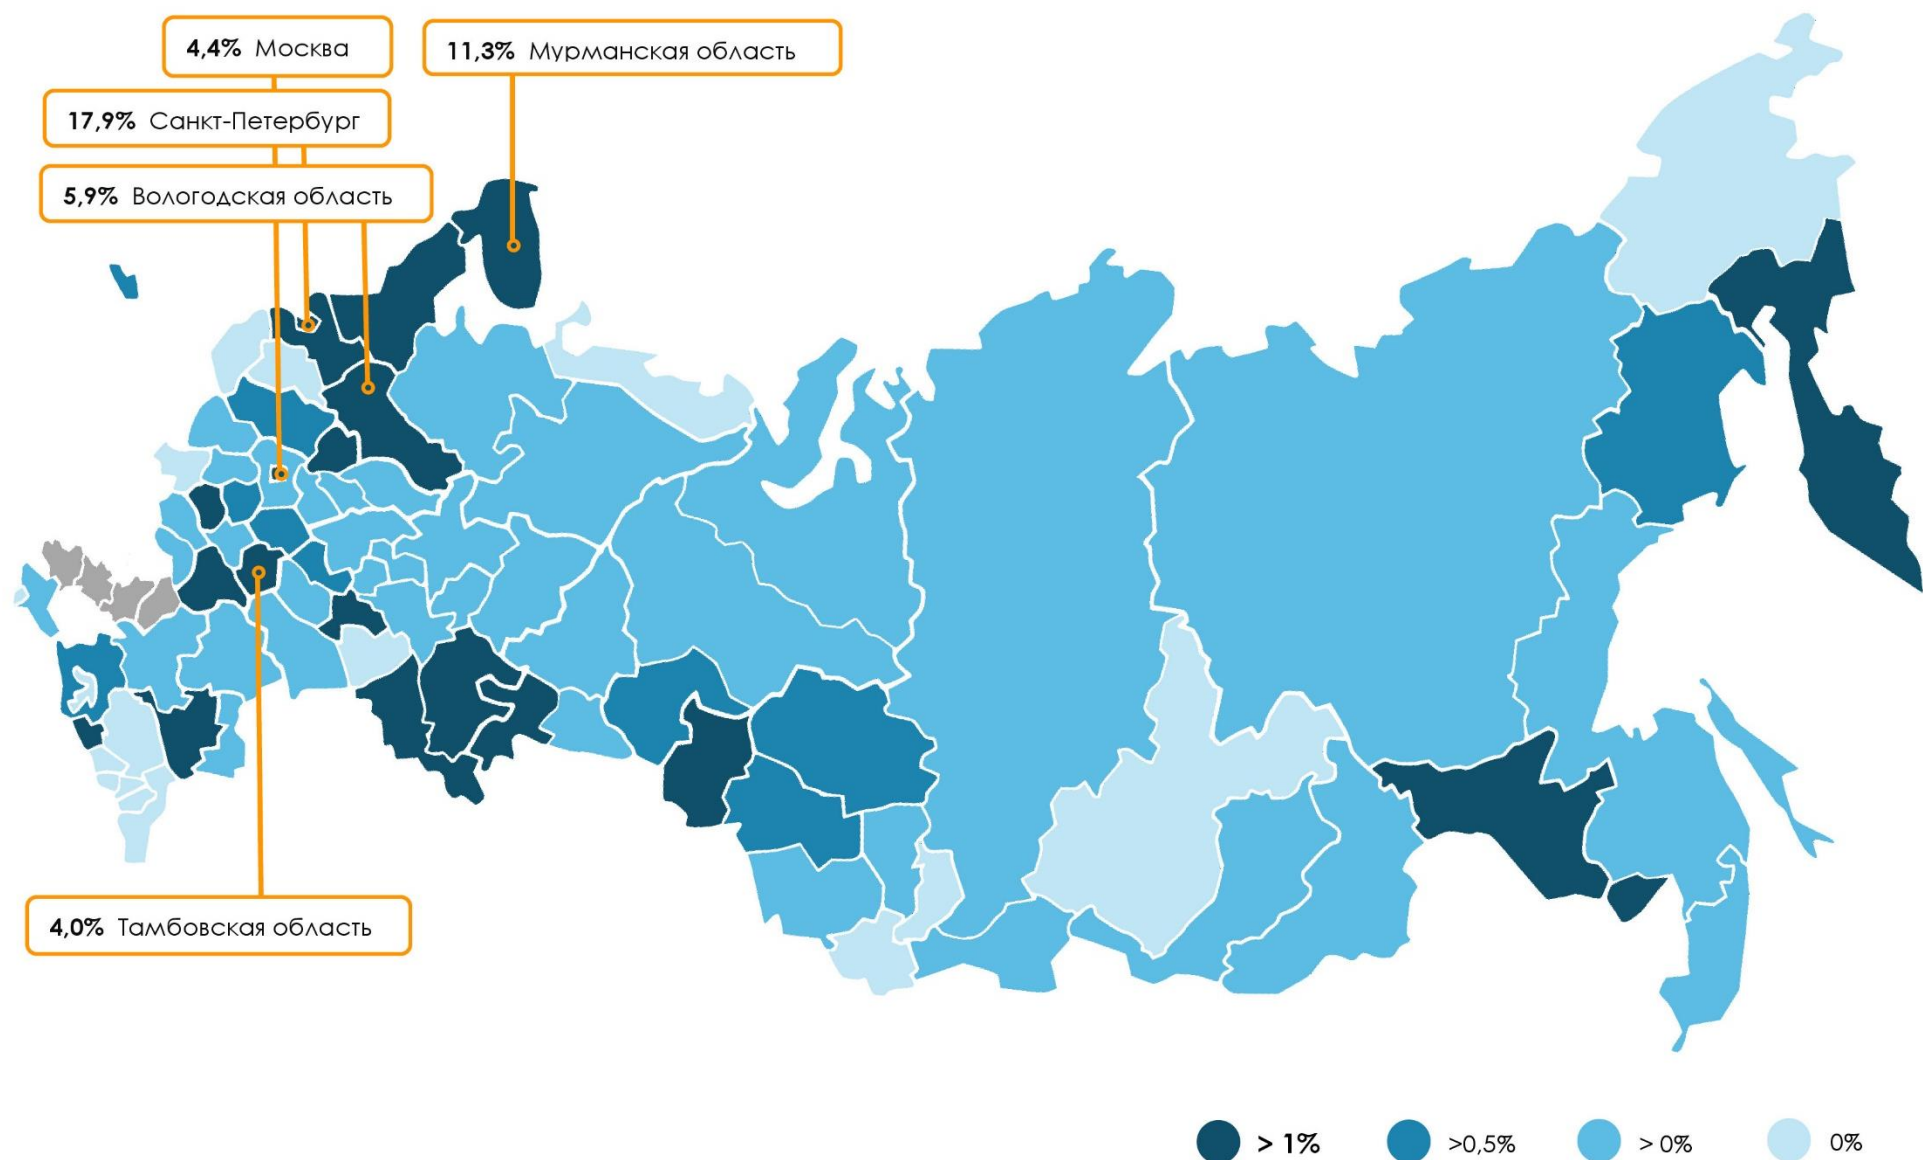 4,4% Москва
11,3% Мурманская область
17,9% Санкт-Петербург
5,9% Вологодская область
4,0% Тамбовская область
> 1%
>0,5%
> 0%
0%